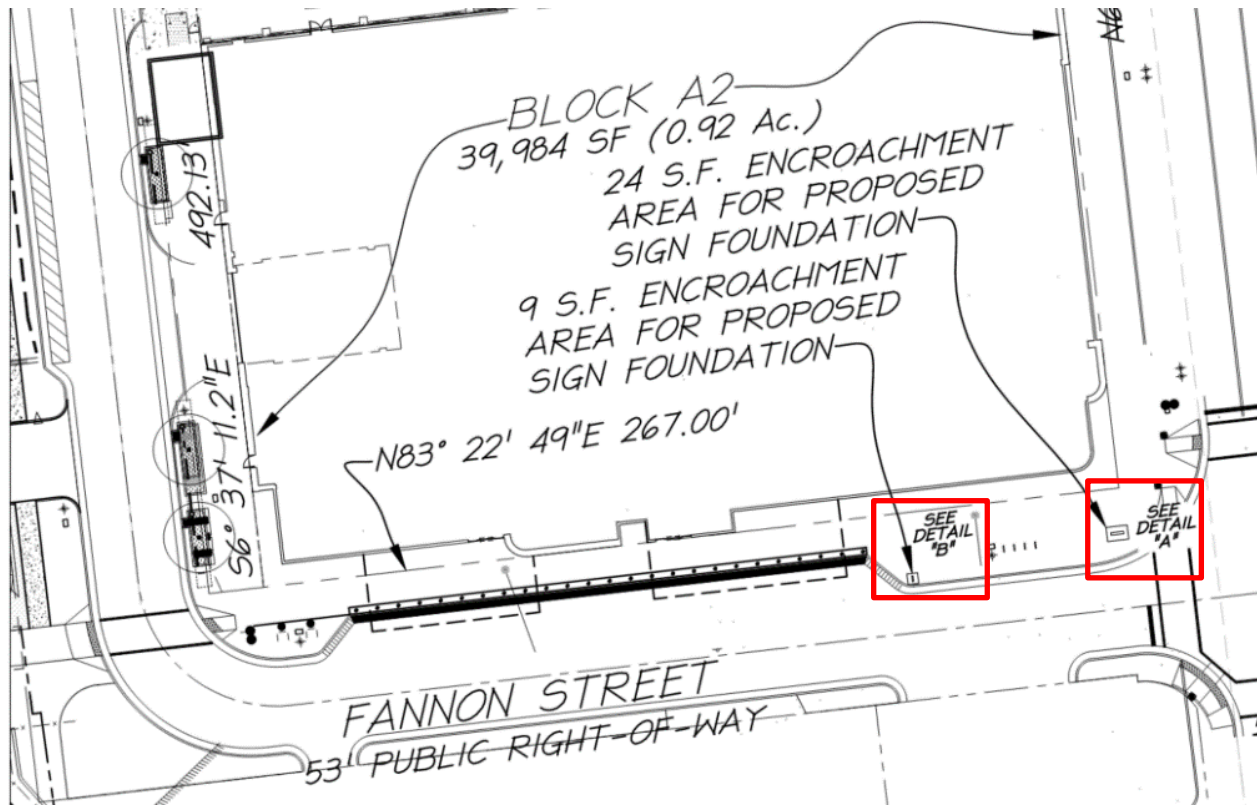 BLOCK A2
39,984 SF (0.92 Ac.)
24 S.F. ENCROACHMENT
AREA FOR PROPOSED
SIGN FOUNDATION
9 S.F. ENCROACHMENT
AREA FOR PROPOSED
SIGN FOUNDATION
N83° 22' 49"E 267.00'
492.13'
S6° 37' 11.2"E
SEE
DETAIL
"B"
SEE
DETAIL
"A"
FANNON STREET
53' PUBLIC RIGHT-OF-WAY